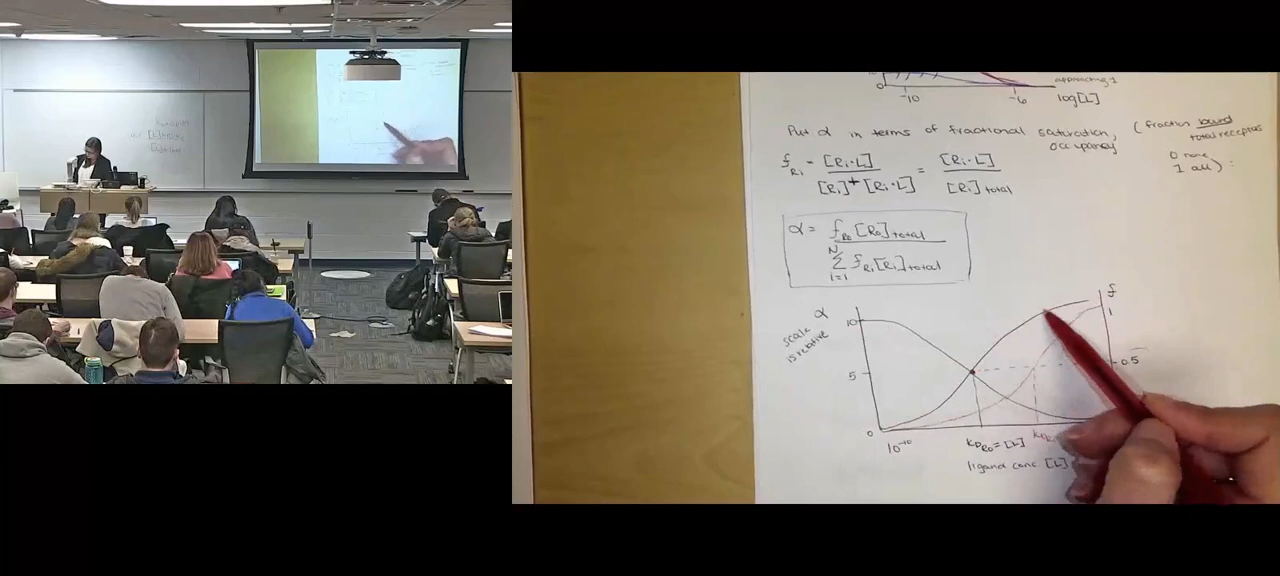 approaching 1
0
-10
-6
log[L]
Put α in terms of fractional saturation, occupancy
( fraction bound
total receptors
0 none
1 all ) :
f_Ri = [Ri·L] / [Ri] + [Ri·L] = [Ri·L] / [Ri] total
α = f_R0 [R0] total
N
Σ f_Ri [Ri] total
i=1
scale α
is relative
10
5
0
f
1
0.5
10⁻¹⁰
K_DR0 = [L]
ligand conc. [L]